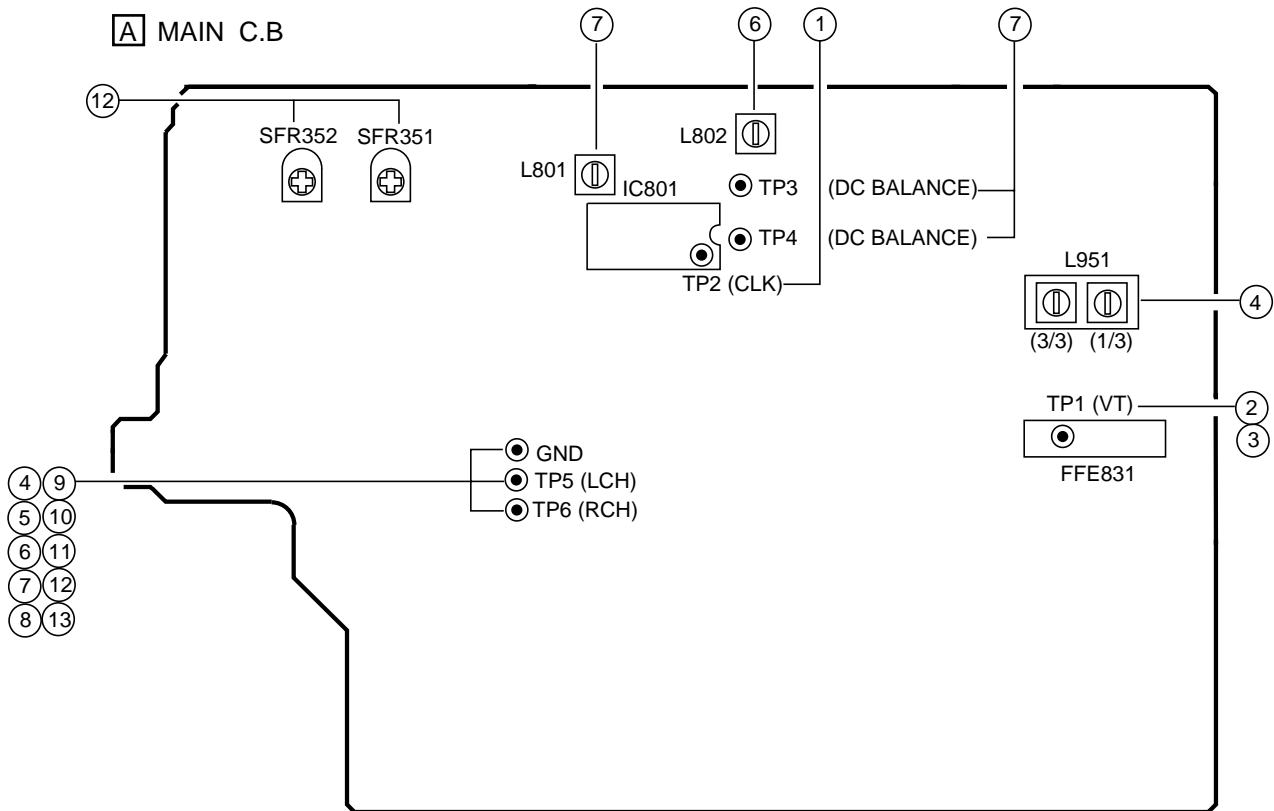 A MAIN C.B
7 6 1 7
12
SFR352 SFR351
L802
L801
IC801
TP3 (DC BALANCE)
TP4 (DC BALANCE)
TP2 (CLK)
L951
4
(3/3) (1/3)
TP1 (VT)
2
3
FFE831
GND
TP5 (LCH)
TP6 (RCH)
4 9
5 10
6 11
7 12
8 13